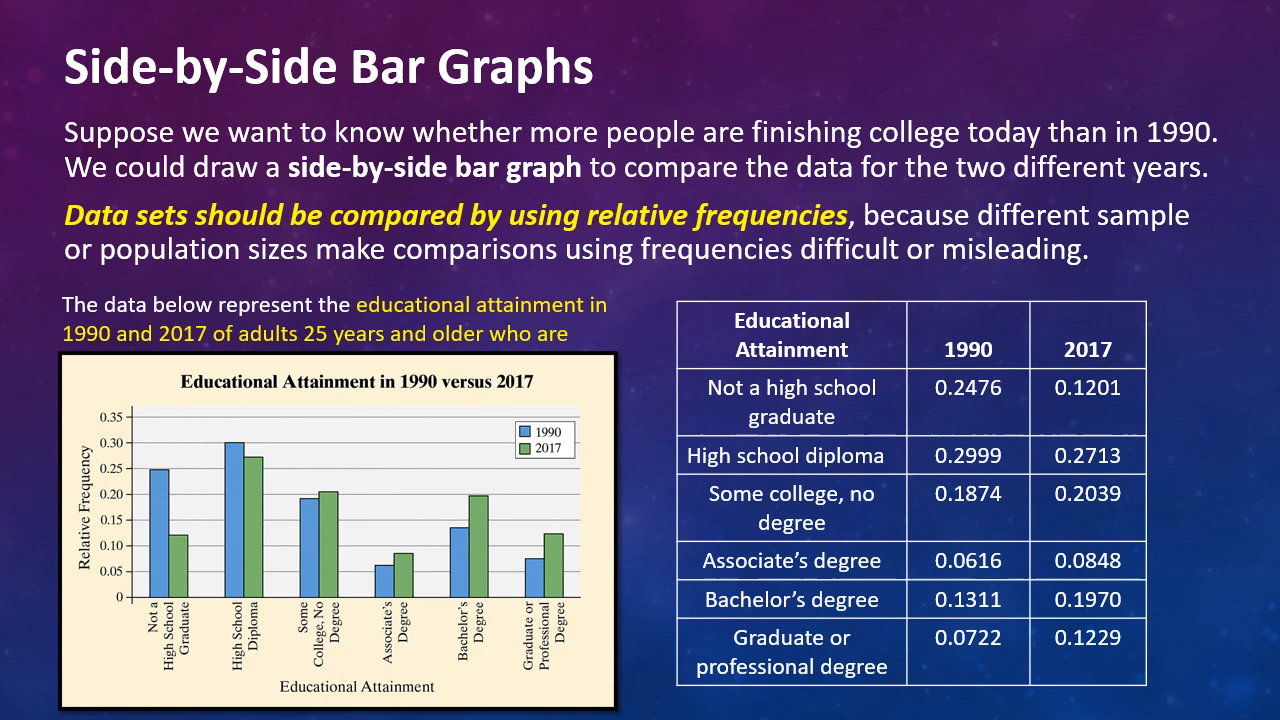 Side-by-Side Bar Graphs
Suppose we want to know whether more people are finishing college today than in 1990.
We could draw a side-by-side bar graph to compare the data for the two different years.
Data sets should be compared by using relative frequencies, because different sample
or population sizes make comparisons using frequencies difficult or misleading.
The data below represent the educational attainment in
1990 and 2017 of adults 25 years and older who are
Educational Attainment in 1990 versus 2017
Relative Frequency
0.35
0.30
0.25
0.20
0.15
0.10
0.05
0
1990
2017
Not a
High School
Graduate
High School
Diploma
Some
College, No
Degree
Associate's
Degree
Bachelor's
Degree
Graduate or
Professional
Degree
Educational Attainment
Educational
Attainment 1990 2017
Not a high school 0.2476 0.1201
graduate
High school diploma 0.2999 0.2713
Some college, no 0.1874 0.2039
degree
Associate’s degree 0.0616 0.0848
Bachelor’s degree 0.1311 0.1970
Graduate or 0.0722 0.1229
professional degree